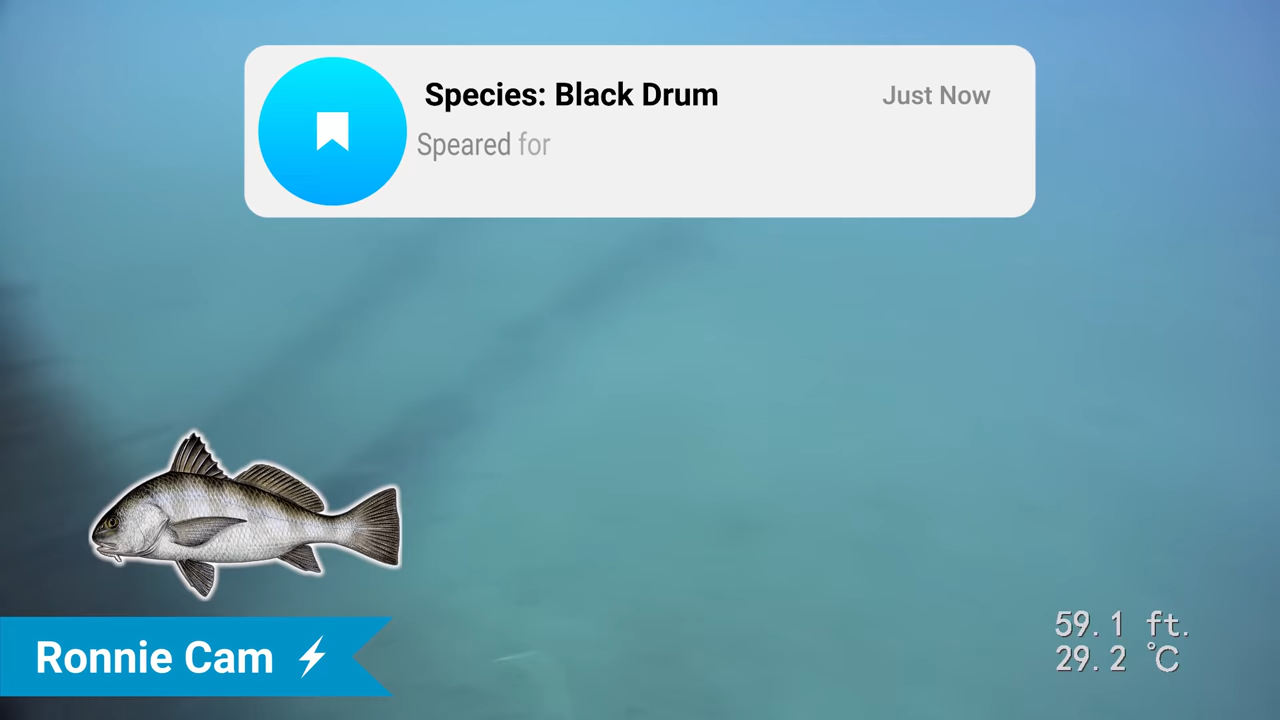 Species: Black Drum
Just Now
Speared for
Ronnie Cam
59.1 ft.
29.2 °C